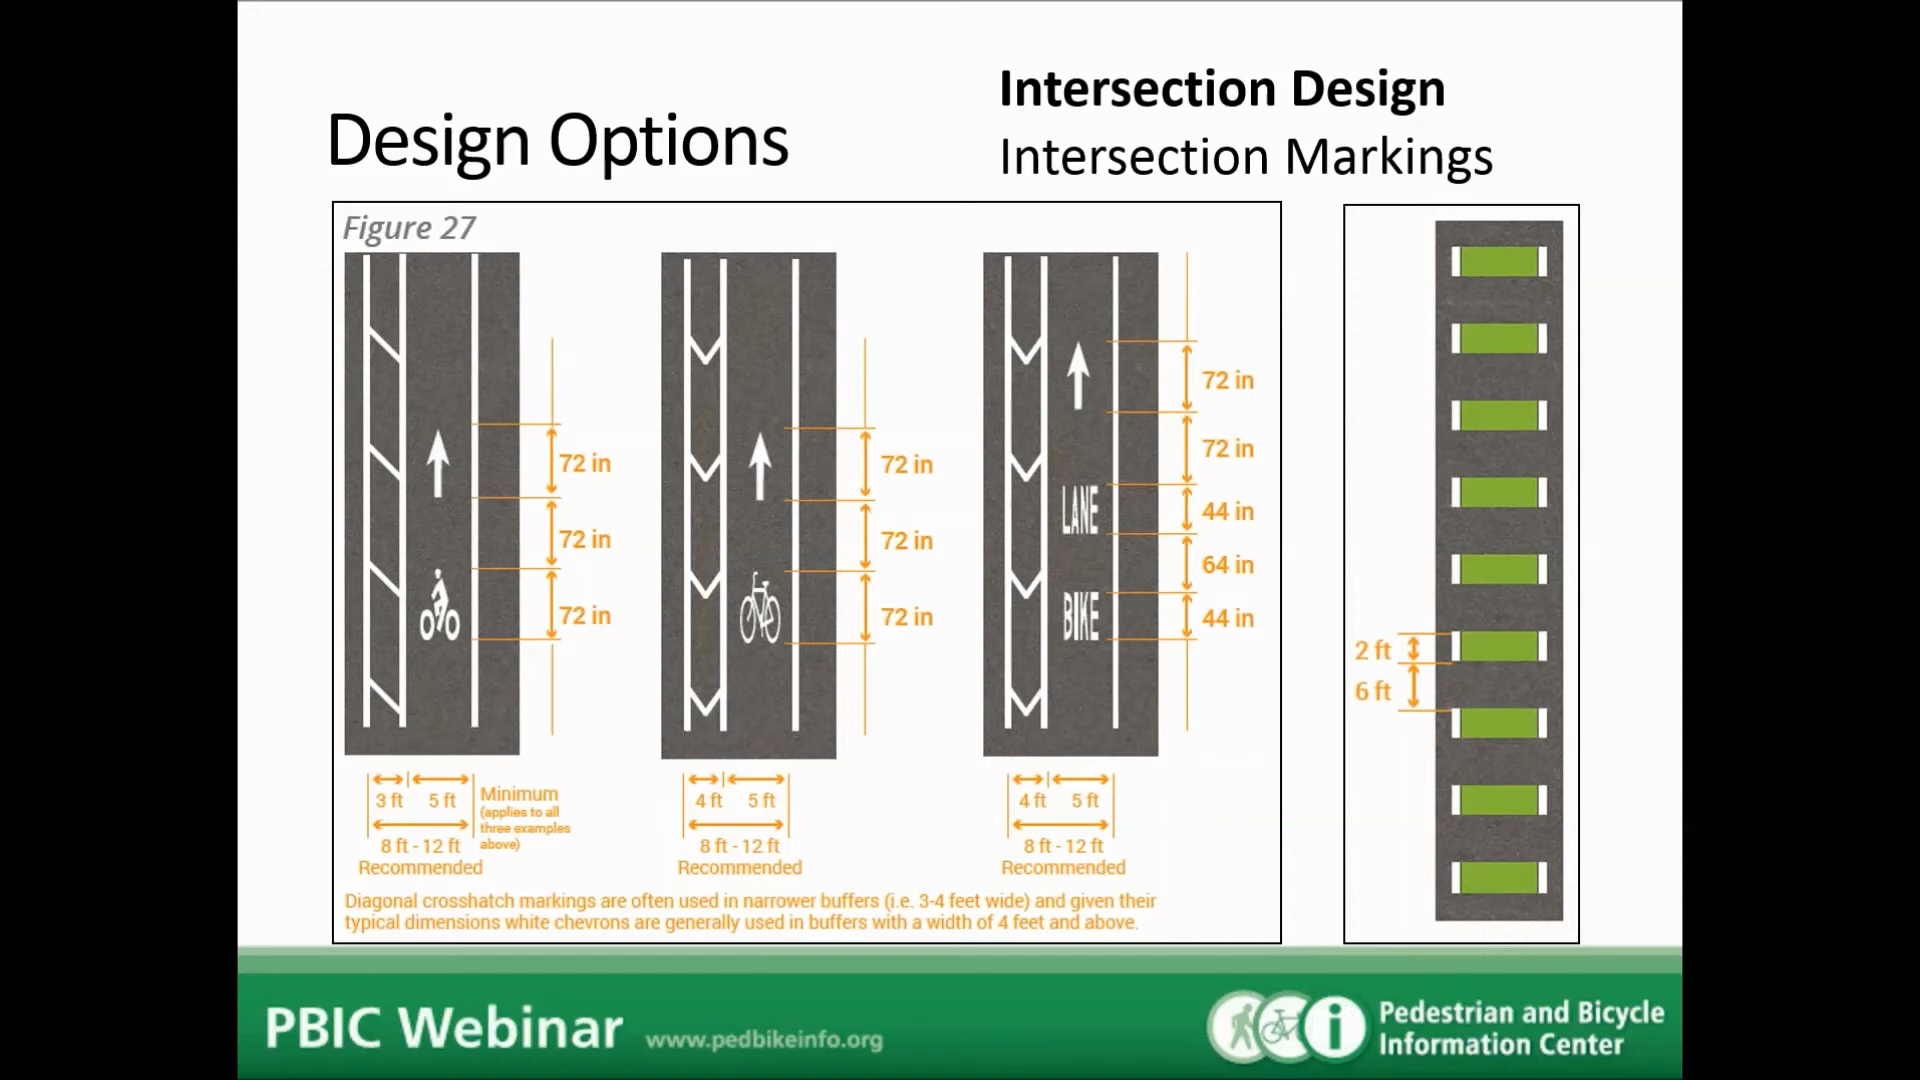 Design Options
Intersection Design
Intersection Markings
Figure 27
72 in
72 in
72 in
3 ft 5 ft
8 ft - 12 ft
Recommended
Minimum
(applies to all
three examples
above)
72 in
72 in
72 in
4 ft 5 ft
8 ft - 12 ft
Recommended
LANE
BIKE
72 in
72 in
44 in
64 in
44 in
4 ft 5 ft
8 ft - 12 ft
Recommended
Diagonal crosshatch markings are often used in narrower buffers (i.e. 3-4 feet wide) and given their
typical dimensions white chevrons are generally used in buffers with a width of 4 feet and above.
2 ft
6 ft
PBIC Webinar www.pedbikeinfo.org
i
Pedestrian and Bicycle
Information Center